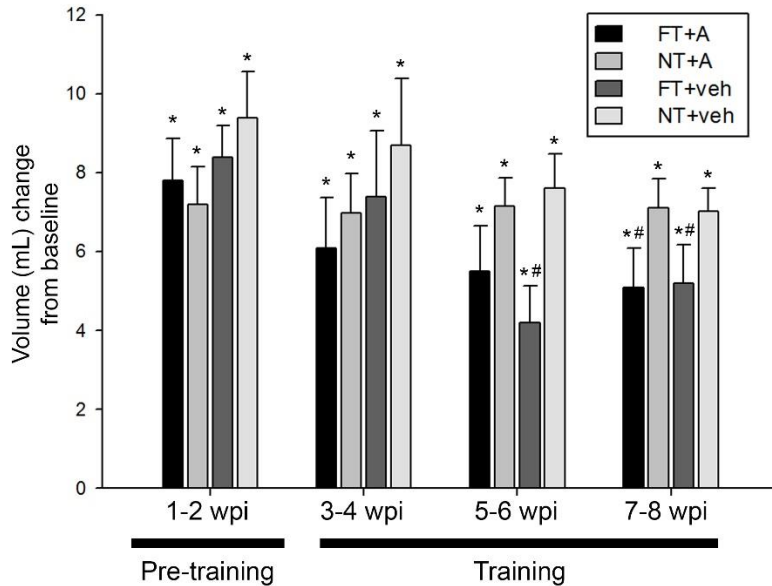 12
10
8
6
4
2
0
Volume (mL) change
from baseline
FT+A
NT+A
FT+veh
NT+veh
* * * *
* * * *
* * *# *
*# * *# *
1-2 wpi 3-4 wpi 5-6 wpi 7-8 wpi
Pre-training Training